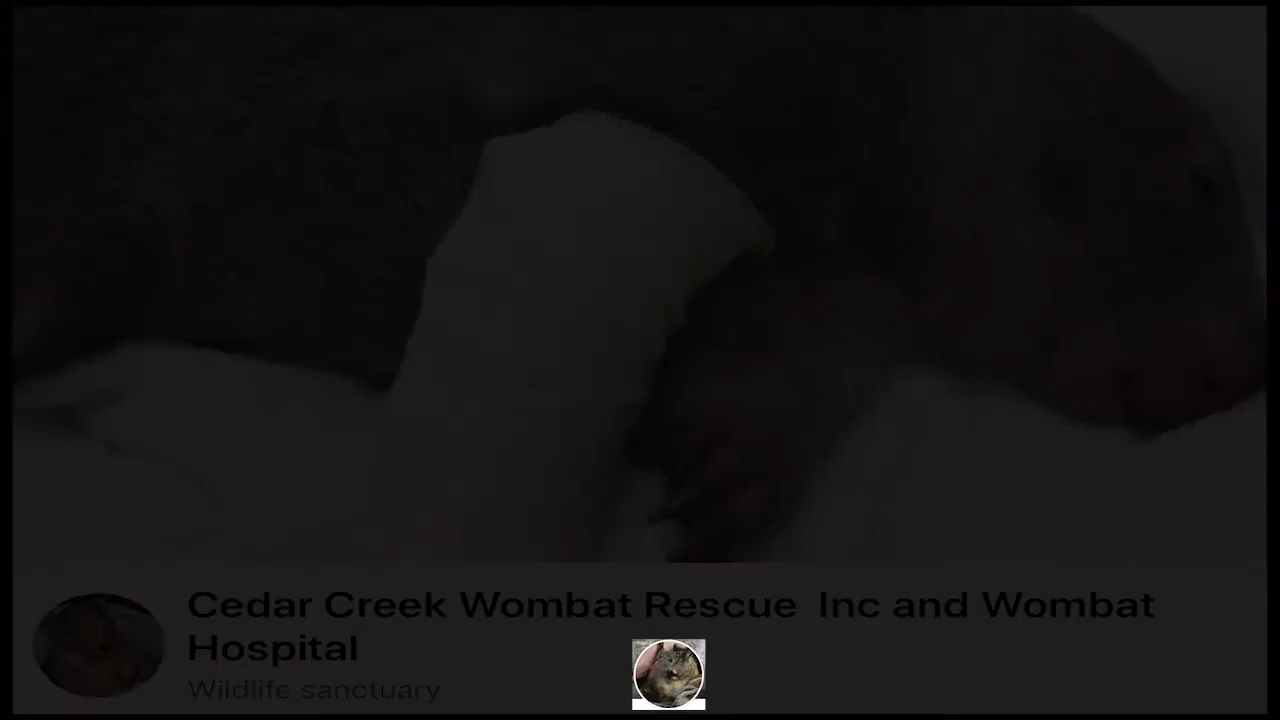 Cedar Creek Wombat Rescue Inc and Wombat
Hospital
Wildlife sanctuary